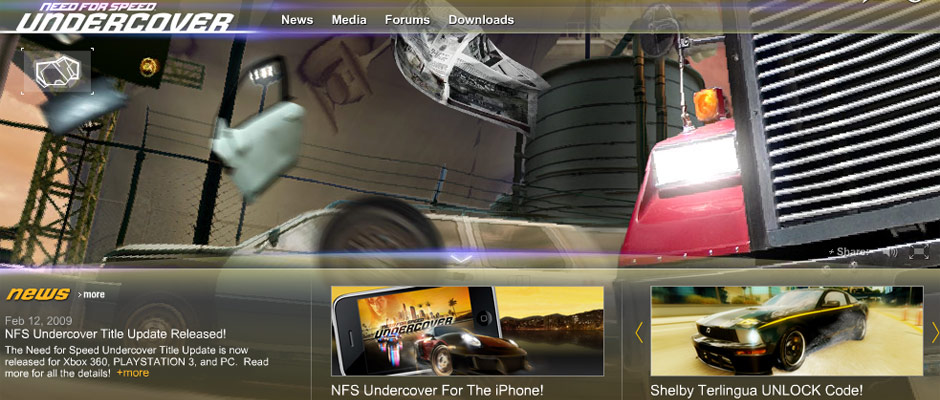 NEED FOR SPEED
UNDERCOVER
News Media Forums Downloads
+ Share:
news › more
Feb 12, 2009
NFS Undercover Title Update Released!
The Need for Speed Undercover Title Update is now
released for Xbox 360, PLAYSTATION 3, and PC. Read
more for all the details! +more
UNDERCOVER
NFS Undercover For The iPhone!
Shelby Terlingua UNLOCK Code!